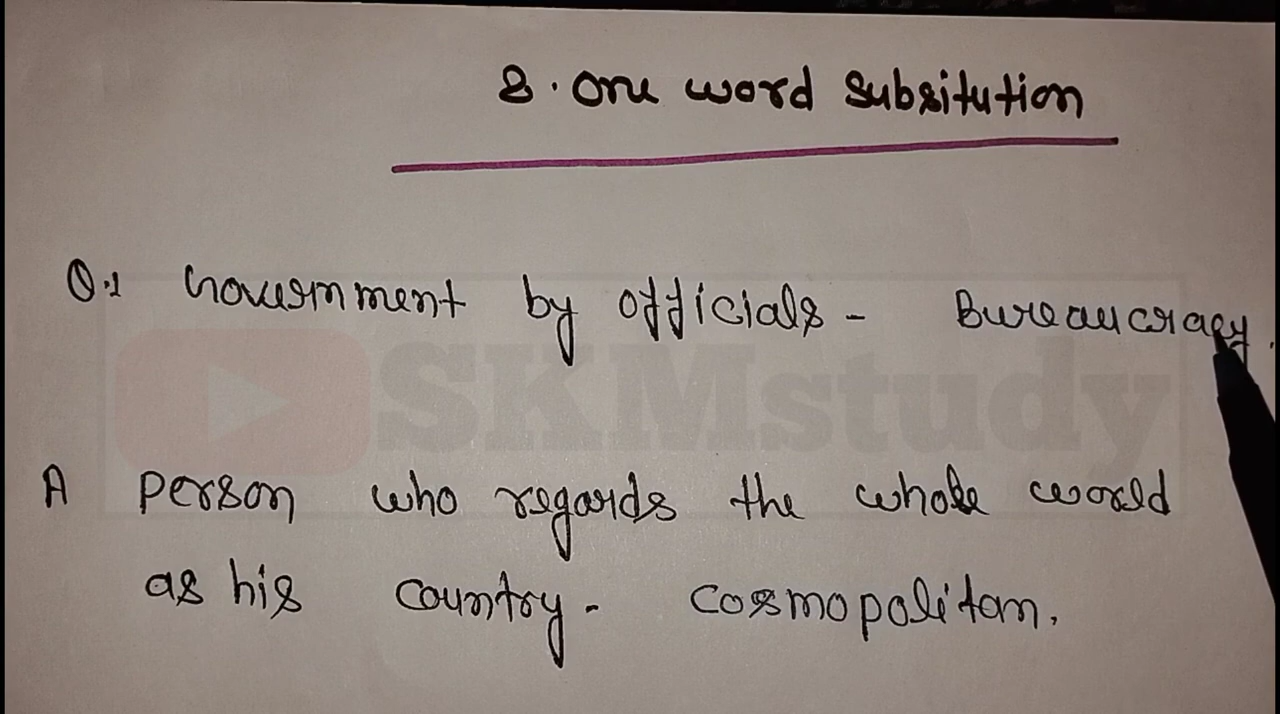 8. One word Subsitution
Q.1 Government by officials - Bureaucracy.
SKMstudy
A person who regards the whole world
as his country - Cosmopolitan.